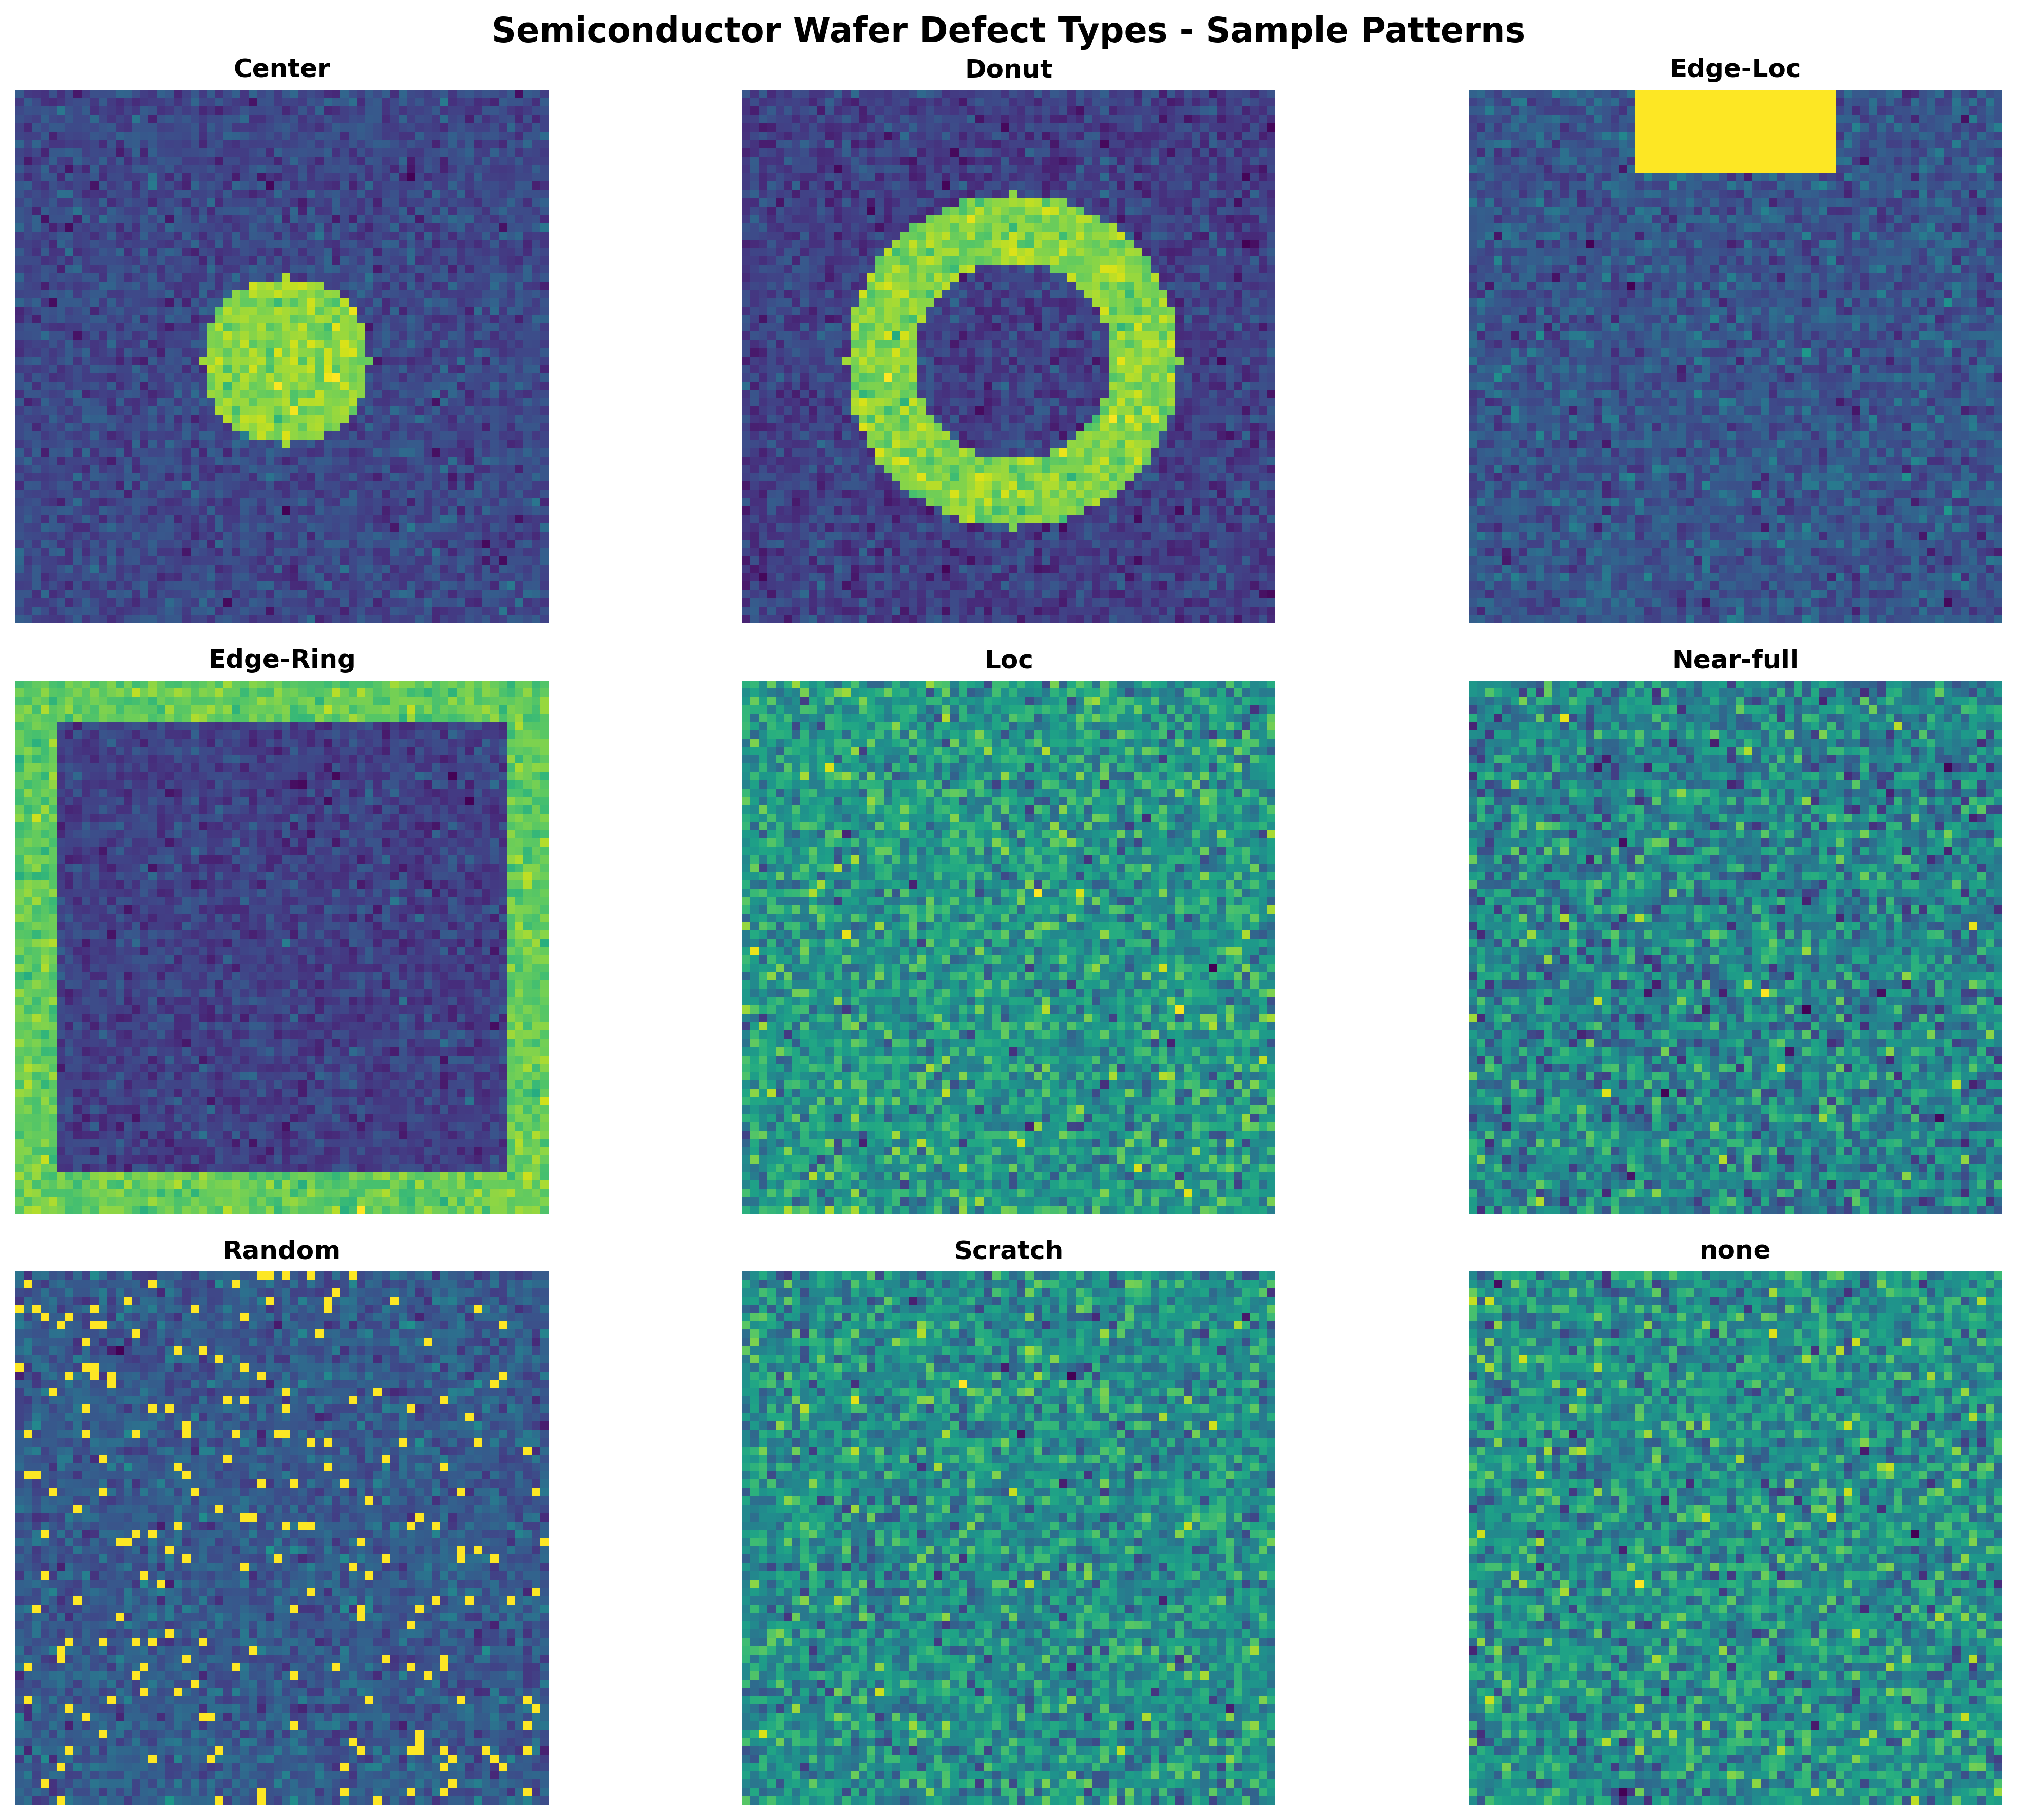 Semiconductor Wafer Defect Types - Sample Patterns
Center
Donut
Edge-Loc
Edge-Ring
Loc
Near-full
Random
Scratch
none